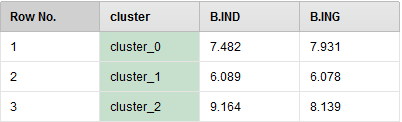 Row No. cluster B.IND B.ING
1 cluster_0 7.482 7.931
2 cluster_1 6.089 6.078
3 cluster_2 9.164 8.139